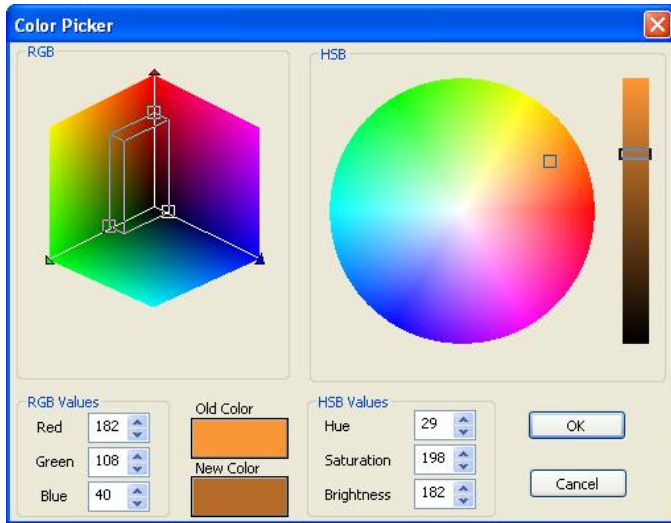 Color Picker
RGB
HSB
RGB Values
Red 182
Green 108
Blue 40
Old Color
New Color
HSB Values
Hue 29
Saturation 198
Brightness 182
OK
Cancel